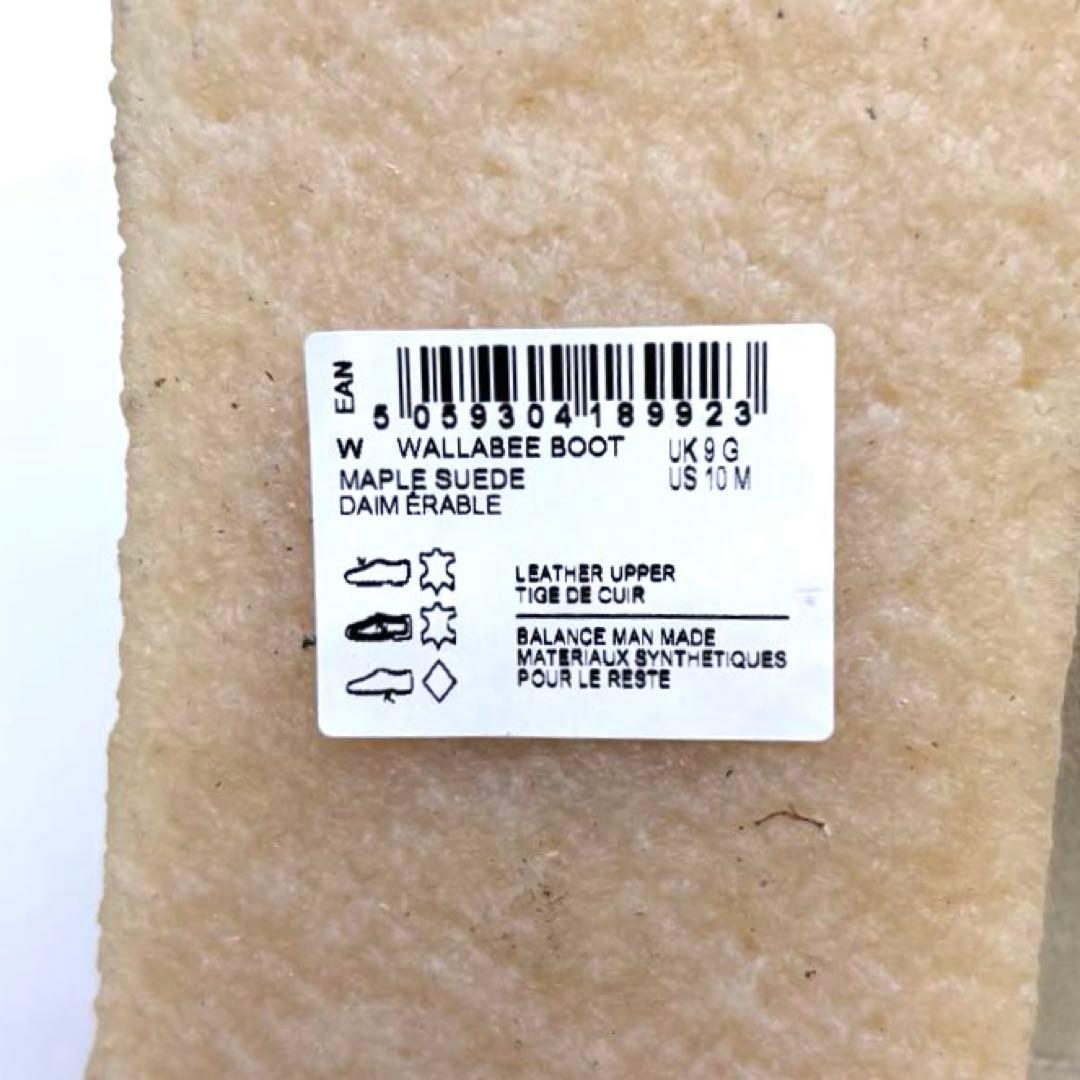 EAN
5 059304 189923
W WALLABEE BOOT UK 9 G
MAPLE SUEDE US 10 M
DAIM ÉRABLE
LEATHER UPPER
TIGE DE CUIR
BALANCE MAN MADE
MATERIAUX SYNTHETIQUES
POUR LE RESTE